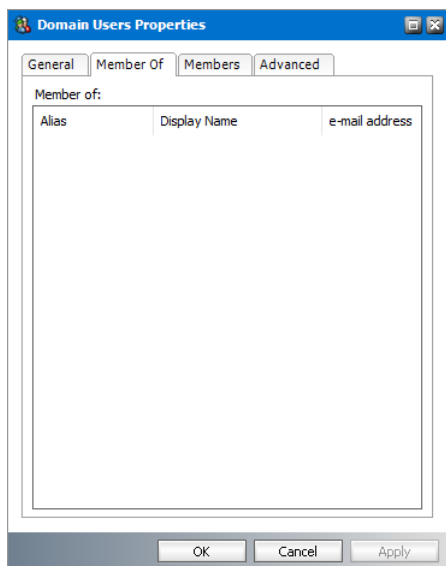 Domain Users Properties
General Member Of Members Advanced
Member of:
Alias Display Name e-mail address
OK Cancel Apply